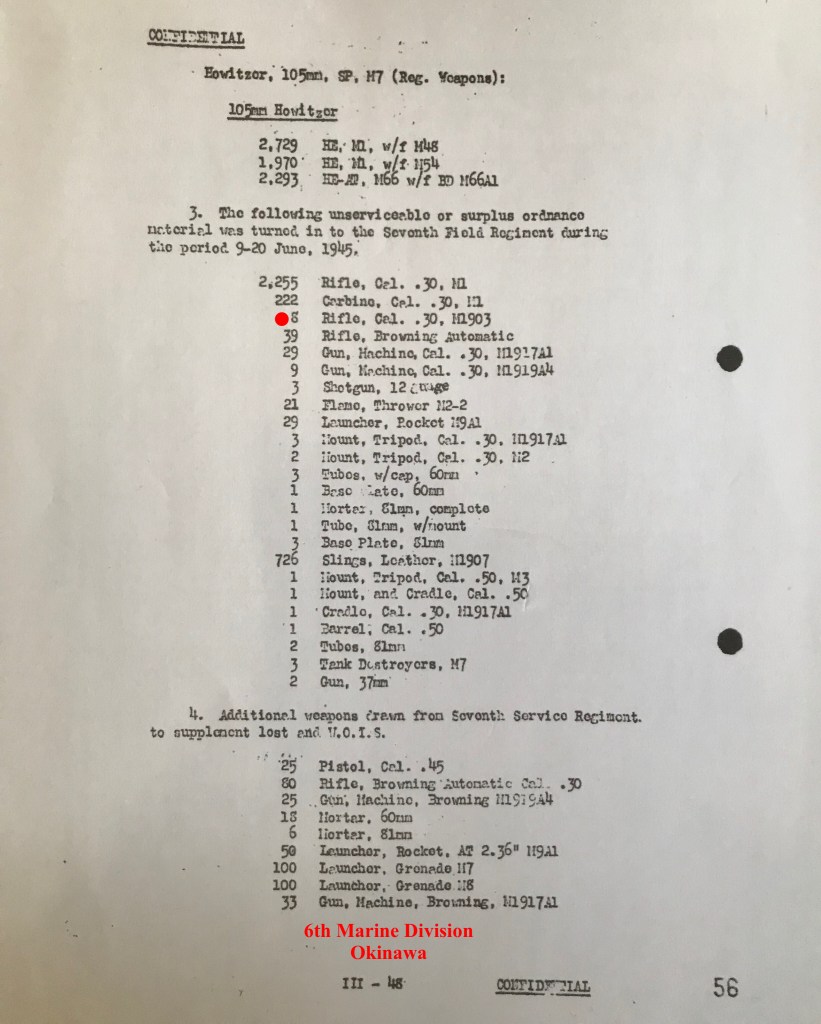 CONFIDENTIAL
Howitzer, 105mm, SP, M7 (Reg. Weapons):
105mm Howitzer
2,729 HE, M1, w/f M48
1,970 HE, M1, w/f M54
2,293 HE-AT, M66 w/f BD M66A1
3. The following unserviceable or surplus ordnance
material was turned in to the Seventh Field Regiment during
the period 9-20 June, 1945.
2,255 Rifle, Cal. .30, M1
222 Carbine, Cal. .30, M1
8 Rifle, Cal. .30, M1903
39 Rifle, Browning Automatic
29 Gun, Machine, Cal. .30, M1917A1
9 Gun, Machine, Cal. .30, M1919A4
3 Shotgun, 12 guage
21 Flame, Thrower M2-2
29 Launcher, Rocket M9A1
3 Mount, Tripod, Cal. .30, M1917A1
2 Mount, Tripod, Cal. .30, M2
3 Tubes, w/cap, 60mm
1 Base Plate, 60mm
1 Mortar, 81mm, complete
1 Tube, 81mm, w/mount
3 Base Plate, 81mm
726 Slings, Leather, M1907
1 Mount, Tripod, Cal. .50, M3
1 Mount, and Cradle, Cal. .50
1 Cradle, Cal. .30, M1917A1
1 Barrel, Cal. .50
2 Tubes, 81mm
3 Tank Destroyers, M7
2 Gun, 37mm
4. Additional weapons drawn from Seventh Service Regiment.
to supplement lost and U.O.I.S.
25 Pistol, Cal. .45
80 Rifle, Browning Automatic Cal. .30
25 Gun, Machine, Browning M1919A4
18 Mortar, 60mm
6 Mortar, 81mm
50 Launcher, Rocket, AT 2.36" M9A1
100 Launcher, Grenade M7
100 Launcher, Grenade M8
33 Gun, Machine, Browning, M1917A1
6th Marine Division
Okinawa
III - 48 CONFIDENTIAL 56